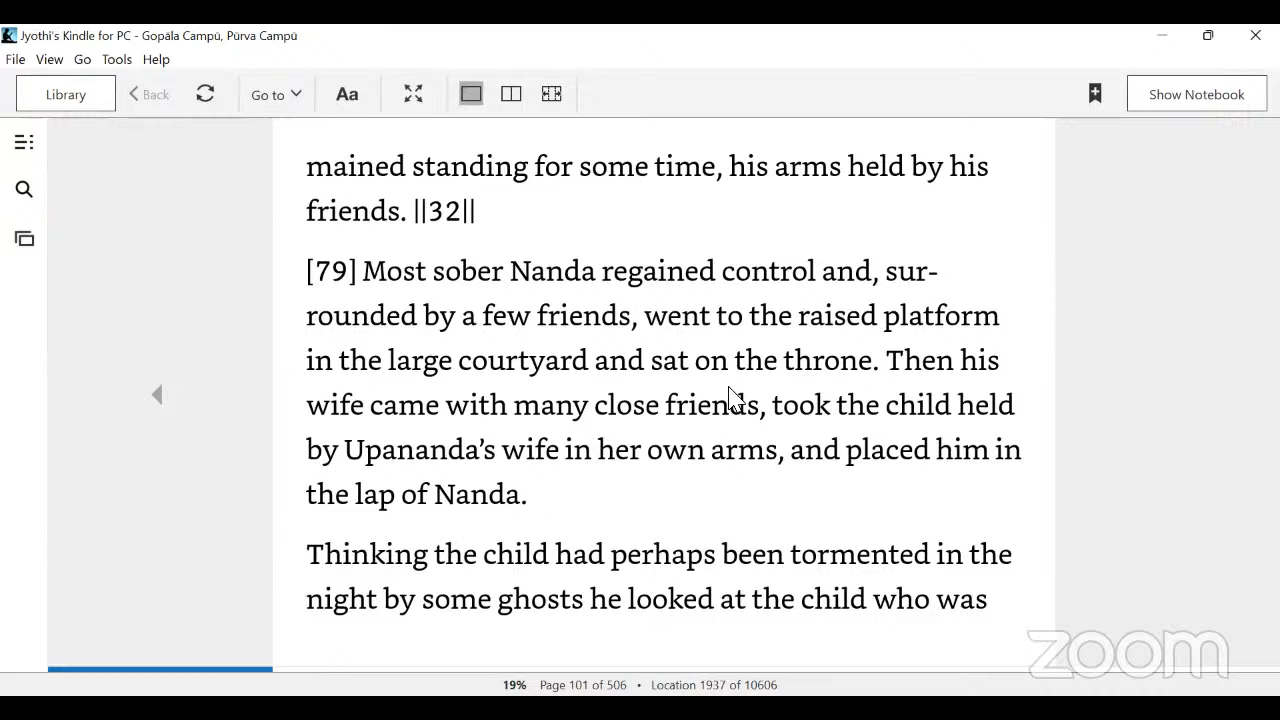 Jyothi's Kindle for PC - Gopāla Campū, Pūrva Campū
File View Go Tools Help
Library Back Go to Aa Show Notebook
mained standing for some time, his arms held by his
friends. ||32||
[79] Most sober Nanda regained control and, sur-
rounded by a few friends, went to the raised platform
in the large courtyard and sat on the throne. Then his
wife came with many close friends, took the child held
by Upananda’s wife in her own arms, and placed him in
the lap of Nanda.
Thinking the child had perhaps been tormented in the
night by some ghosts he looked at the child who was
zoom
19% Page 101 of 506 • Location 1937 of 10606